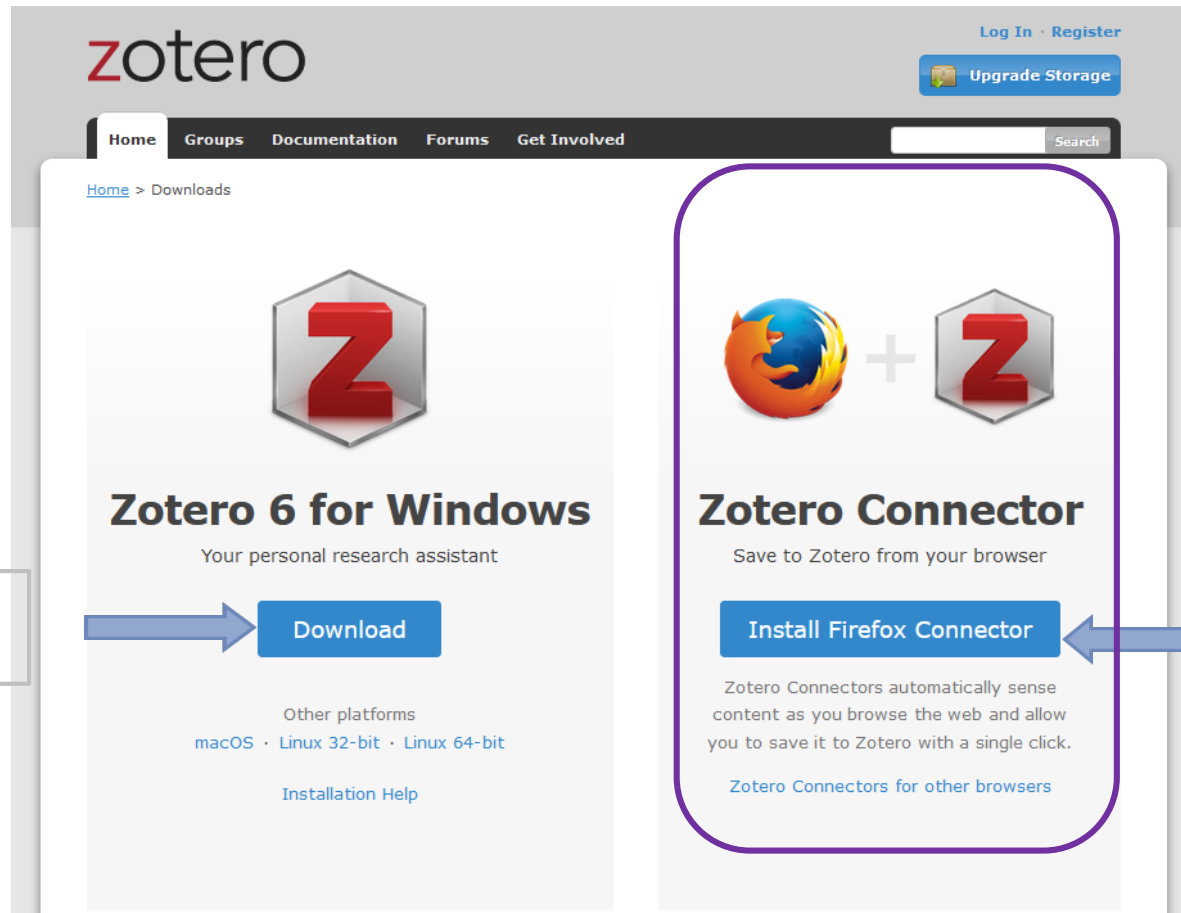 zotero
Log In · Register
Upgrade Storage
Home Groups Documentation Forums Get Involved
Search
Home > Downloads
Z
Z
Zotero 6 for Windows
Your personal research assistant
Download
Other platforms
macOS · Linux 32-bit · Linux 64-bit
Installation Help
Zotero Connector
Save to Zotero from your browser
Install Firefox Connector
Zotero Connectors automatically sense
content as you browse the web and allow
you to save it to Zotero with a single click.
Zotero Connectors for other browsers